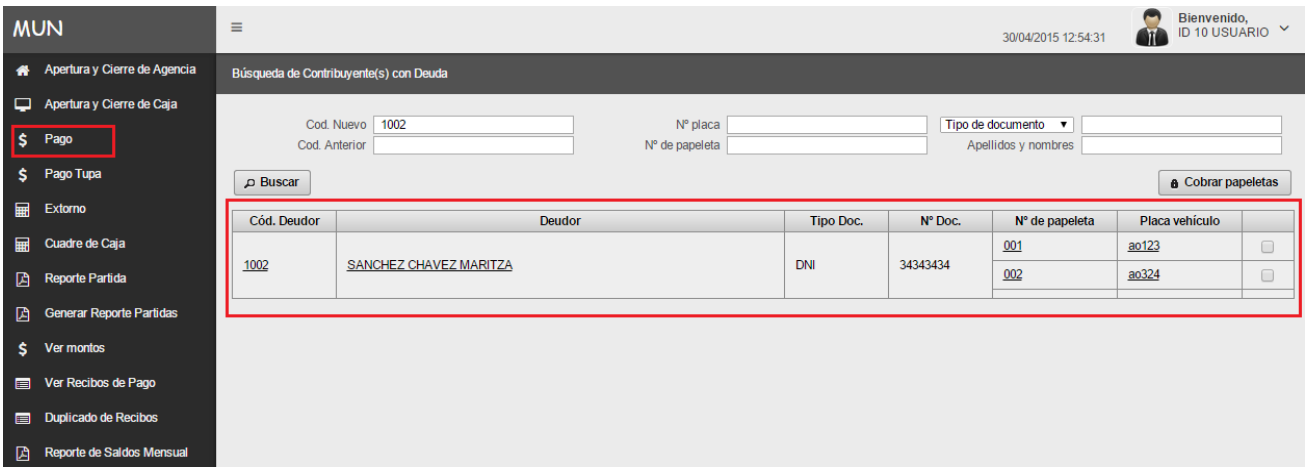 MUN
30/04/2015 12:54:31
Bienvenido,
ID 10 USUARIO
Apertura y Cierre de Agencia
Apertura y Cierre de Caja
Pago
Pago Tupa
Extorno
Cuadre de Caja
Reporte Partida
Generar Reporte Partidas
Ver montos
Ver Recibos de Pago
Duplicado de Recibos
Reporte de Saldos Mensual
Búsqueda de Contribuyente(s) con Deuda
Cod. Nuevo 1002 Nº placa Tipo de documento
Cod. Anterior Nº de papeleta Apellidos y nombres
Buscar Cobrar papeletas
Cód. Deudor Deudor Tipo Doc. Nº Doc. Nº de papeleta Placa vehículo
1002 SANCHEZ CHAVEZ MARITZA DNI 34343434 001 ao123
002 ao324